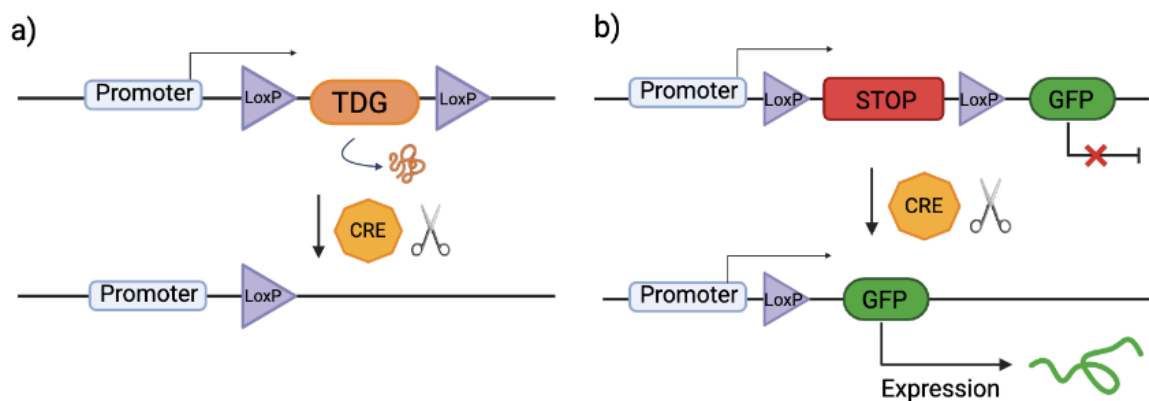 a)
Promoter
LoxP
TDG
LoxP
CRE
Promoter
LoxP
b)
Promoter
LoxP
STOP
LoxP
GFP
CRE
Promoter
LoxP
GFP
Expression